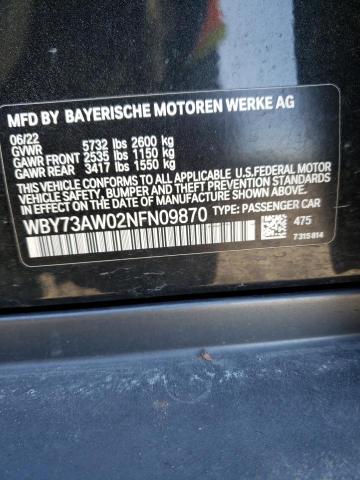 MFD BY BAYERISCHE MOTOREN WERKE AG
06/22
GVWR 5732 lbs 2600 kg
GAWR FRONT 2535 lbs 1150 kg
GAWR REAR 3417 lbs 1550 kg
THIS VEHICLE CONFORMS TO ALL APPLICABLE U.S. FEDERAL MOTOR
VEHICLE SAFETY, BUMPER AND THEFT PREVENTION STANDARDS IN
EFFECT ON THE DATE OF MANUFACTURE SHOWN ABOVE.
WBY73AW02NFN09870 TYPE: PASSENGER CAR
475
7315814